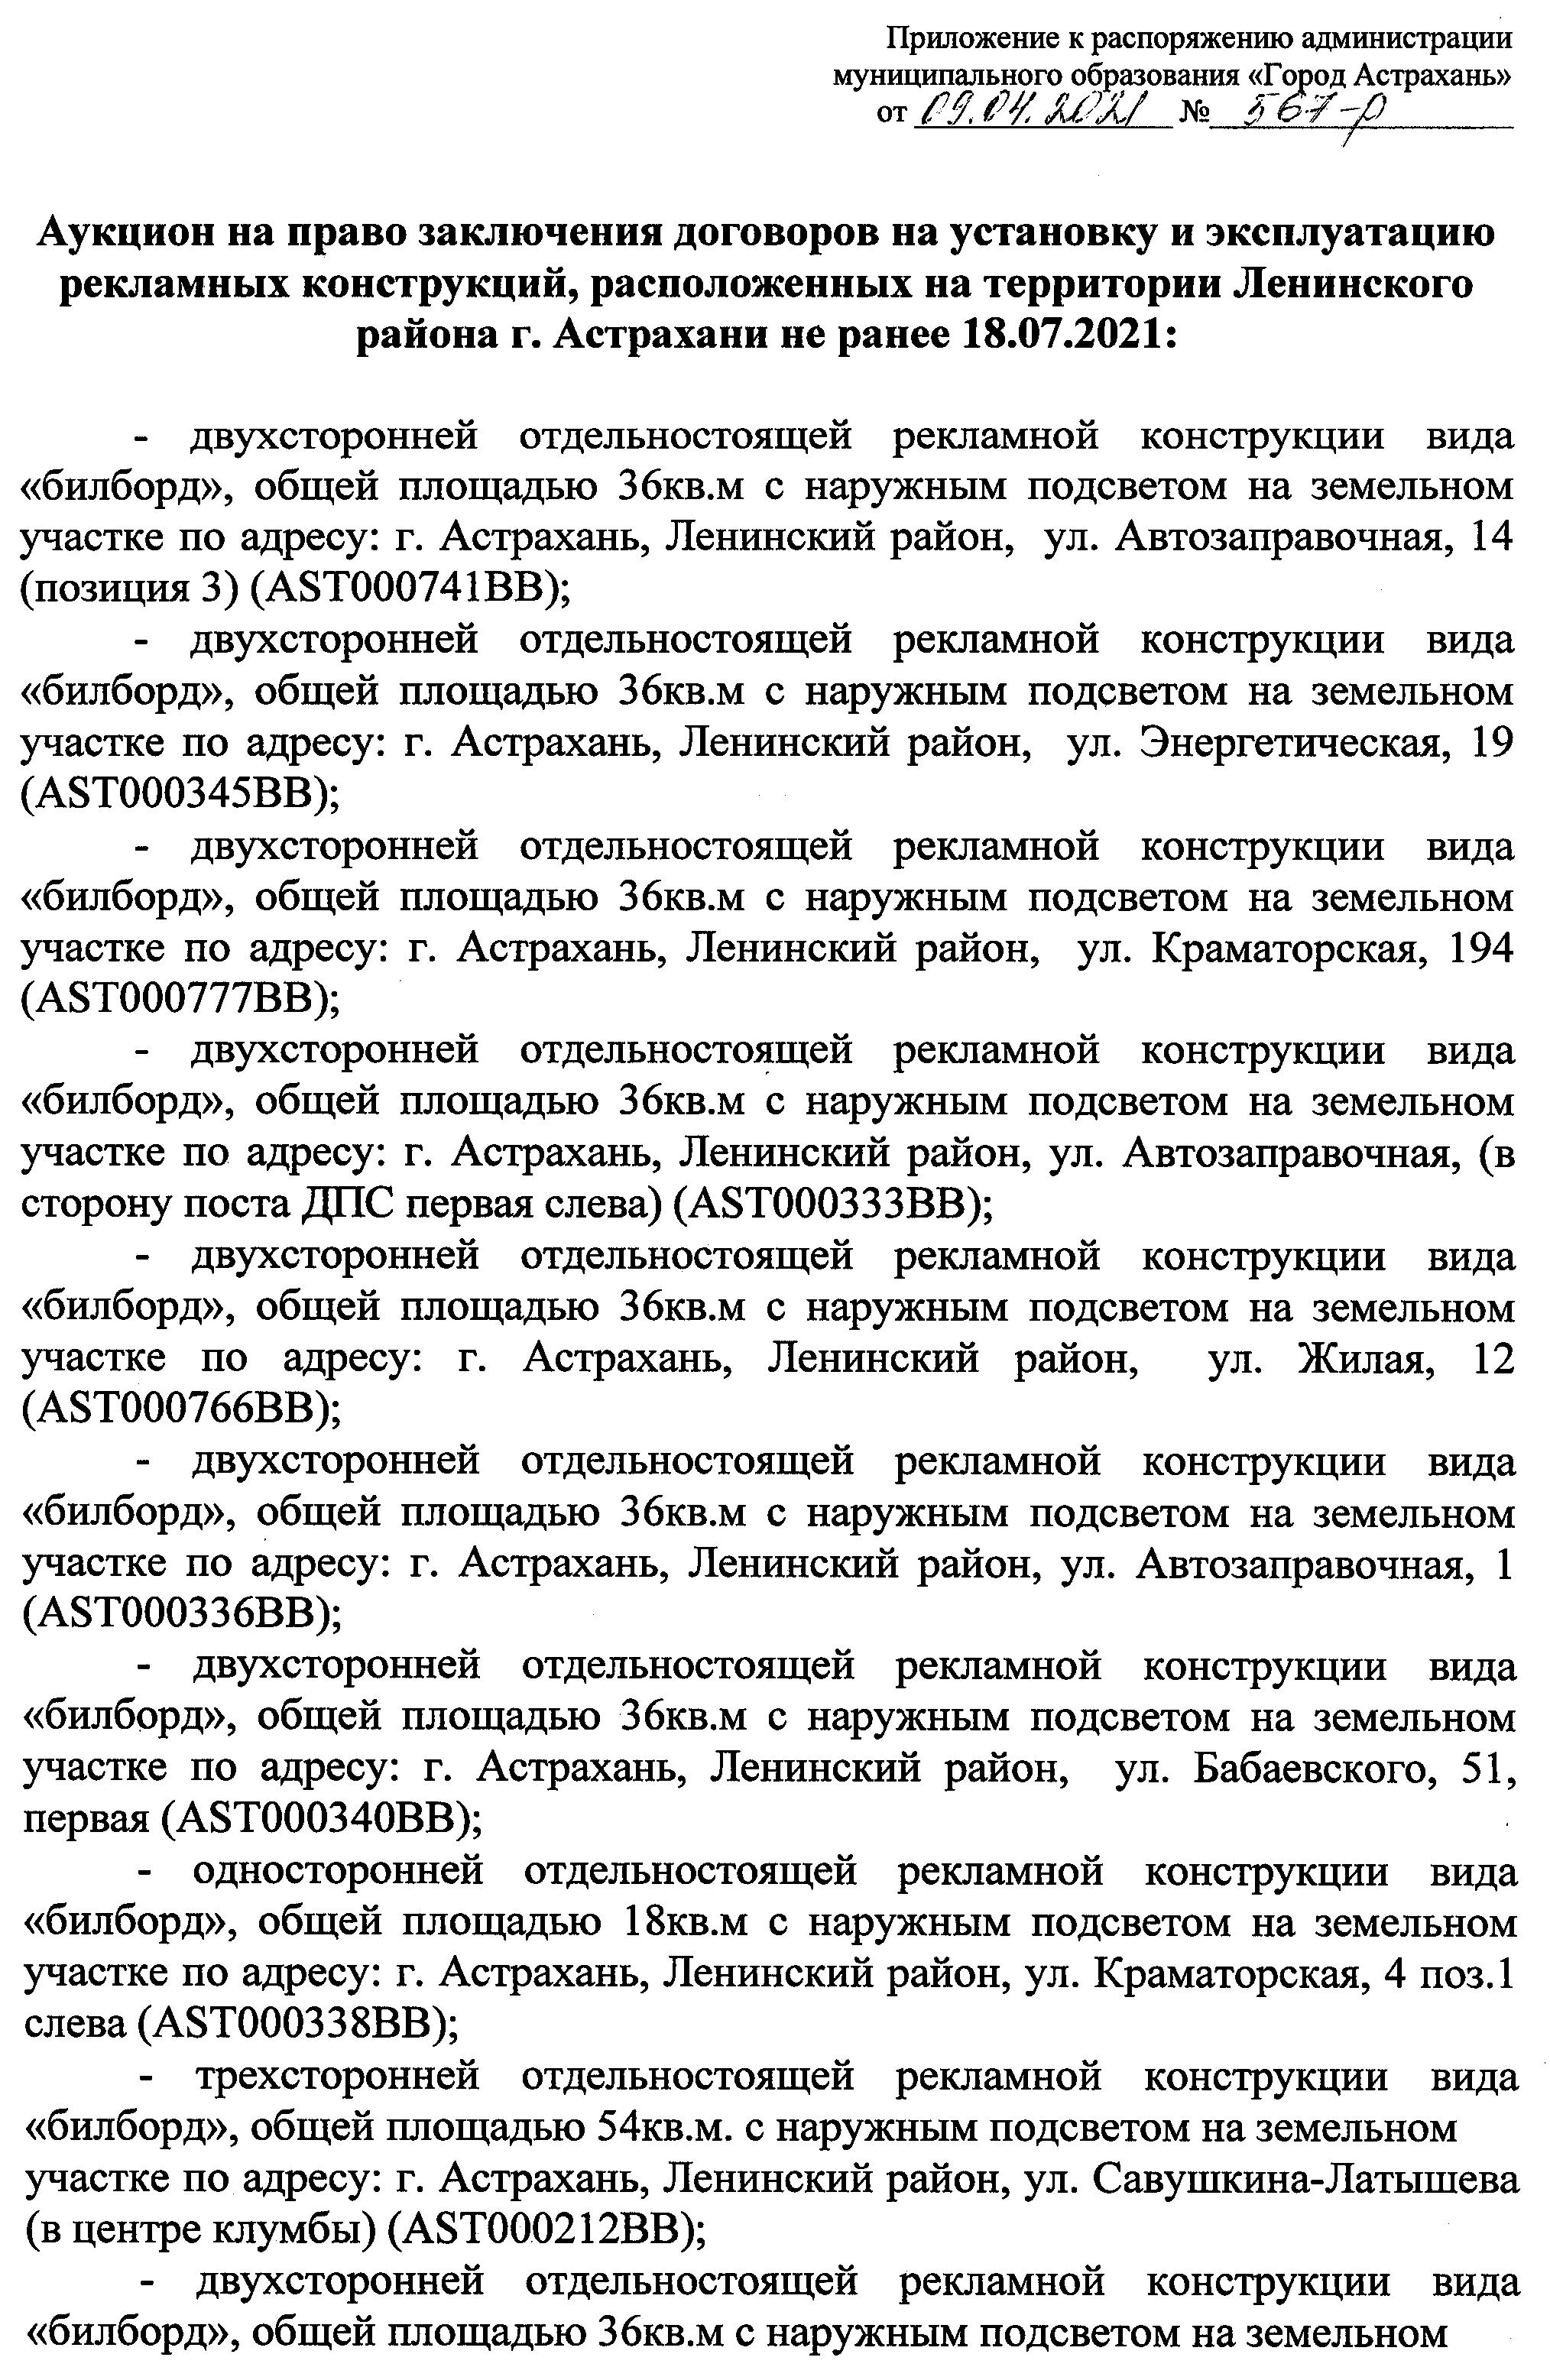 Приложение к распоряжению администрации
муниципального образования «Город Астрахань»
от 09.04.2021 № 567-р
Аукцион на право заключения договоров на установку и эксплуатацию
рекламных конструкций, расположенных на территории Ленинского
района г. Астрахани не ранее 18.07.2021:
- двухсторонней отдельностоящей рекламной конструкции вида
«билборд», общей площадью 36кв.м с наружным подсветом на земельном
участке по адресу: г. Астрахань, Ленинский район, ул. Автозаправочная, 14
(позиция 3) (AST000741BB);
- двухсторонней отдельностоящей рекламной конструкции вида
«билборд», общей площадью 36кв.м с наружным подсветом на земельном
участке по адресу: г. Астрахань, Ленинский район, ул. Энергетическая, 19
(AST000345BB);
- двухсторонней отдельностоящей рекламной конструкции вида
«билборд», общей площадью 36кв.м с наружным подсветом на земельном
участке по адресу: г. Астрахань, Ленинский район, ул. Краматорская, 194
(AST000777BB);
- двухсторонней отдельностоящей рекламной конструкции вида
«билборд», общей площадью 36кв.м с наружным подсветом на земельном
участке по адресу: г. Астрахань, Ленинский район, ул. Автозаправочная, (в
сторону поста ДПС первая слева) (AST000333BB);
- двухсторонней отдельностоящей рекламной конструкции вида
«билборд», общей площадью 36кв.м с наружным подсветом на земельном
участке по адресу: г. Астрахань, Ленинский район, ул. Жилая, 12
(AST000766BB);
- двухсторонней отдельностоящей рекламной конструкции вида
«билборд», общей площадью 36кв.м с наружным подсветом на земельном
участке по адресу: г. Астрахань, Ленинский район, ул. Автозаправочная, 1
(AST000336BB);
- двухсторонней отдельностоящей рекламной конструкции вида
«билборд», общей площадью 36кв.м с наружным подсветом на земельном
участке по адресу: г. Астрахань, Ленинский район, ул. Бабаевского, 51,
первая (AST000340BB);
- односторонней отдельностоящей рекламной конструкции вида
«билборд», общей площадью 18кв.м с наружным подсветом на земельном
участке по адресу: г. Астрахань, Ленинский район, ул. Краматорская, 4 поз.1
слева (AST000338BB);
- трехсторонней отдельностоящей рекламной конструкции вида
«билборд», общей площадью 54кв.м. с наружным подсветом на земельном
участке по адресу: г. Астрахань, Ленинский район, ул. Савушкина-Латышева
(в центре клумбы) (AST000212BB);
- двухсторонней отдельностоящей рекламной конструкции вида
«билборд», общей площадью 36кв.м с наружным подсветом на земельном